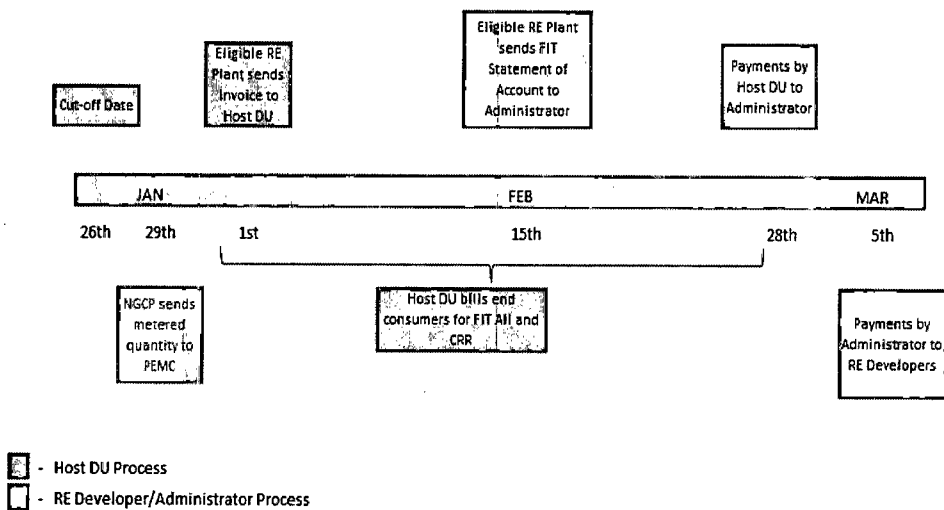 Cut-off Date
Eligible RE
Plant sends
Invoice to
Host DU
Eligible RE Plant
sends FIT
Statement of
Account to
Administrator
Payments by
Host DU to
Administrator
JAN
FEB
MAR
26th
29th
1st
15th
28th
5th
NGCP sends
metered
quantity to
PEMC
Host DU bills end
consumers for FIT All and
CRR
Payments by
Administrator to
RE Developers
- Host DU Process
- RE Developer/Administrator Process